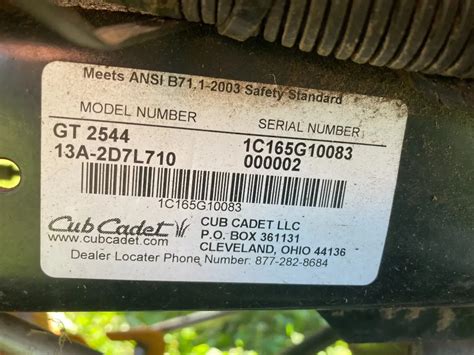 Meets ANSI B71.1-2003 Safety Standard
MODEL NUMBER SERIAL NUMBER
GT 2544 1C165G10083
13A-2D7L710 000002
1C165G10083
Cub Cadet CUB CADET LLC
www.cubcadet.com P.O. BOX 361131
CLEVELAND, OHIO 44136
Dealer Locater Phone Number: 877-282-8684